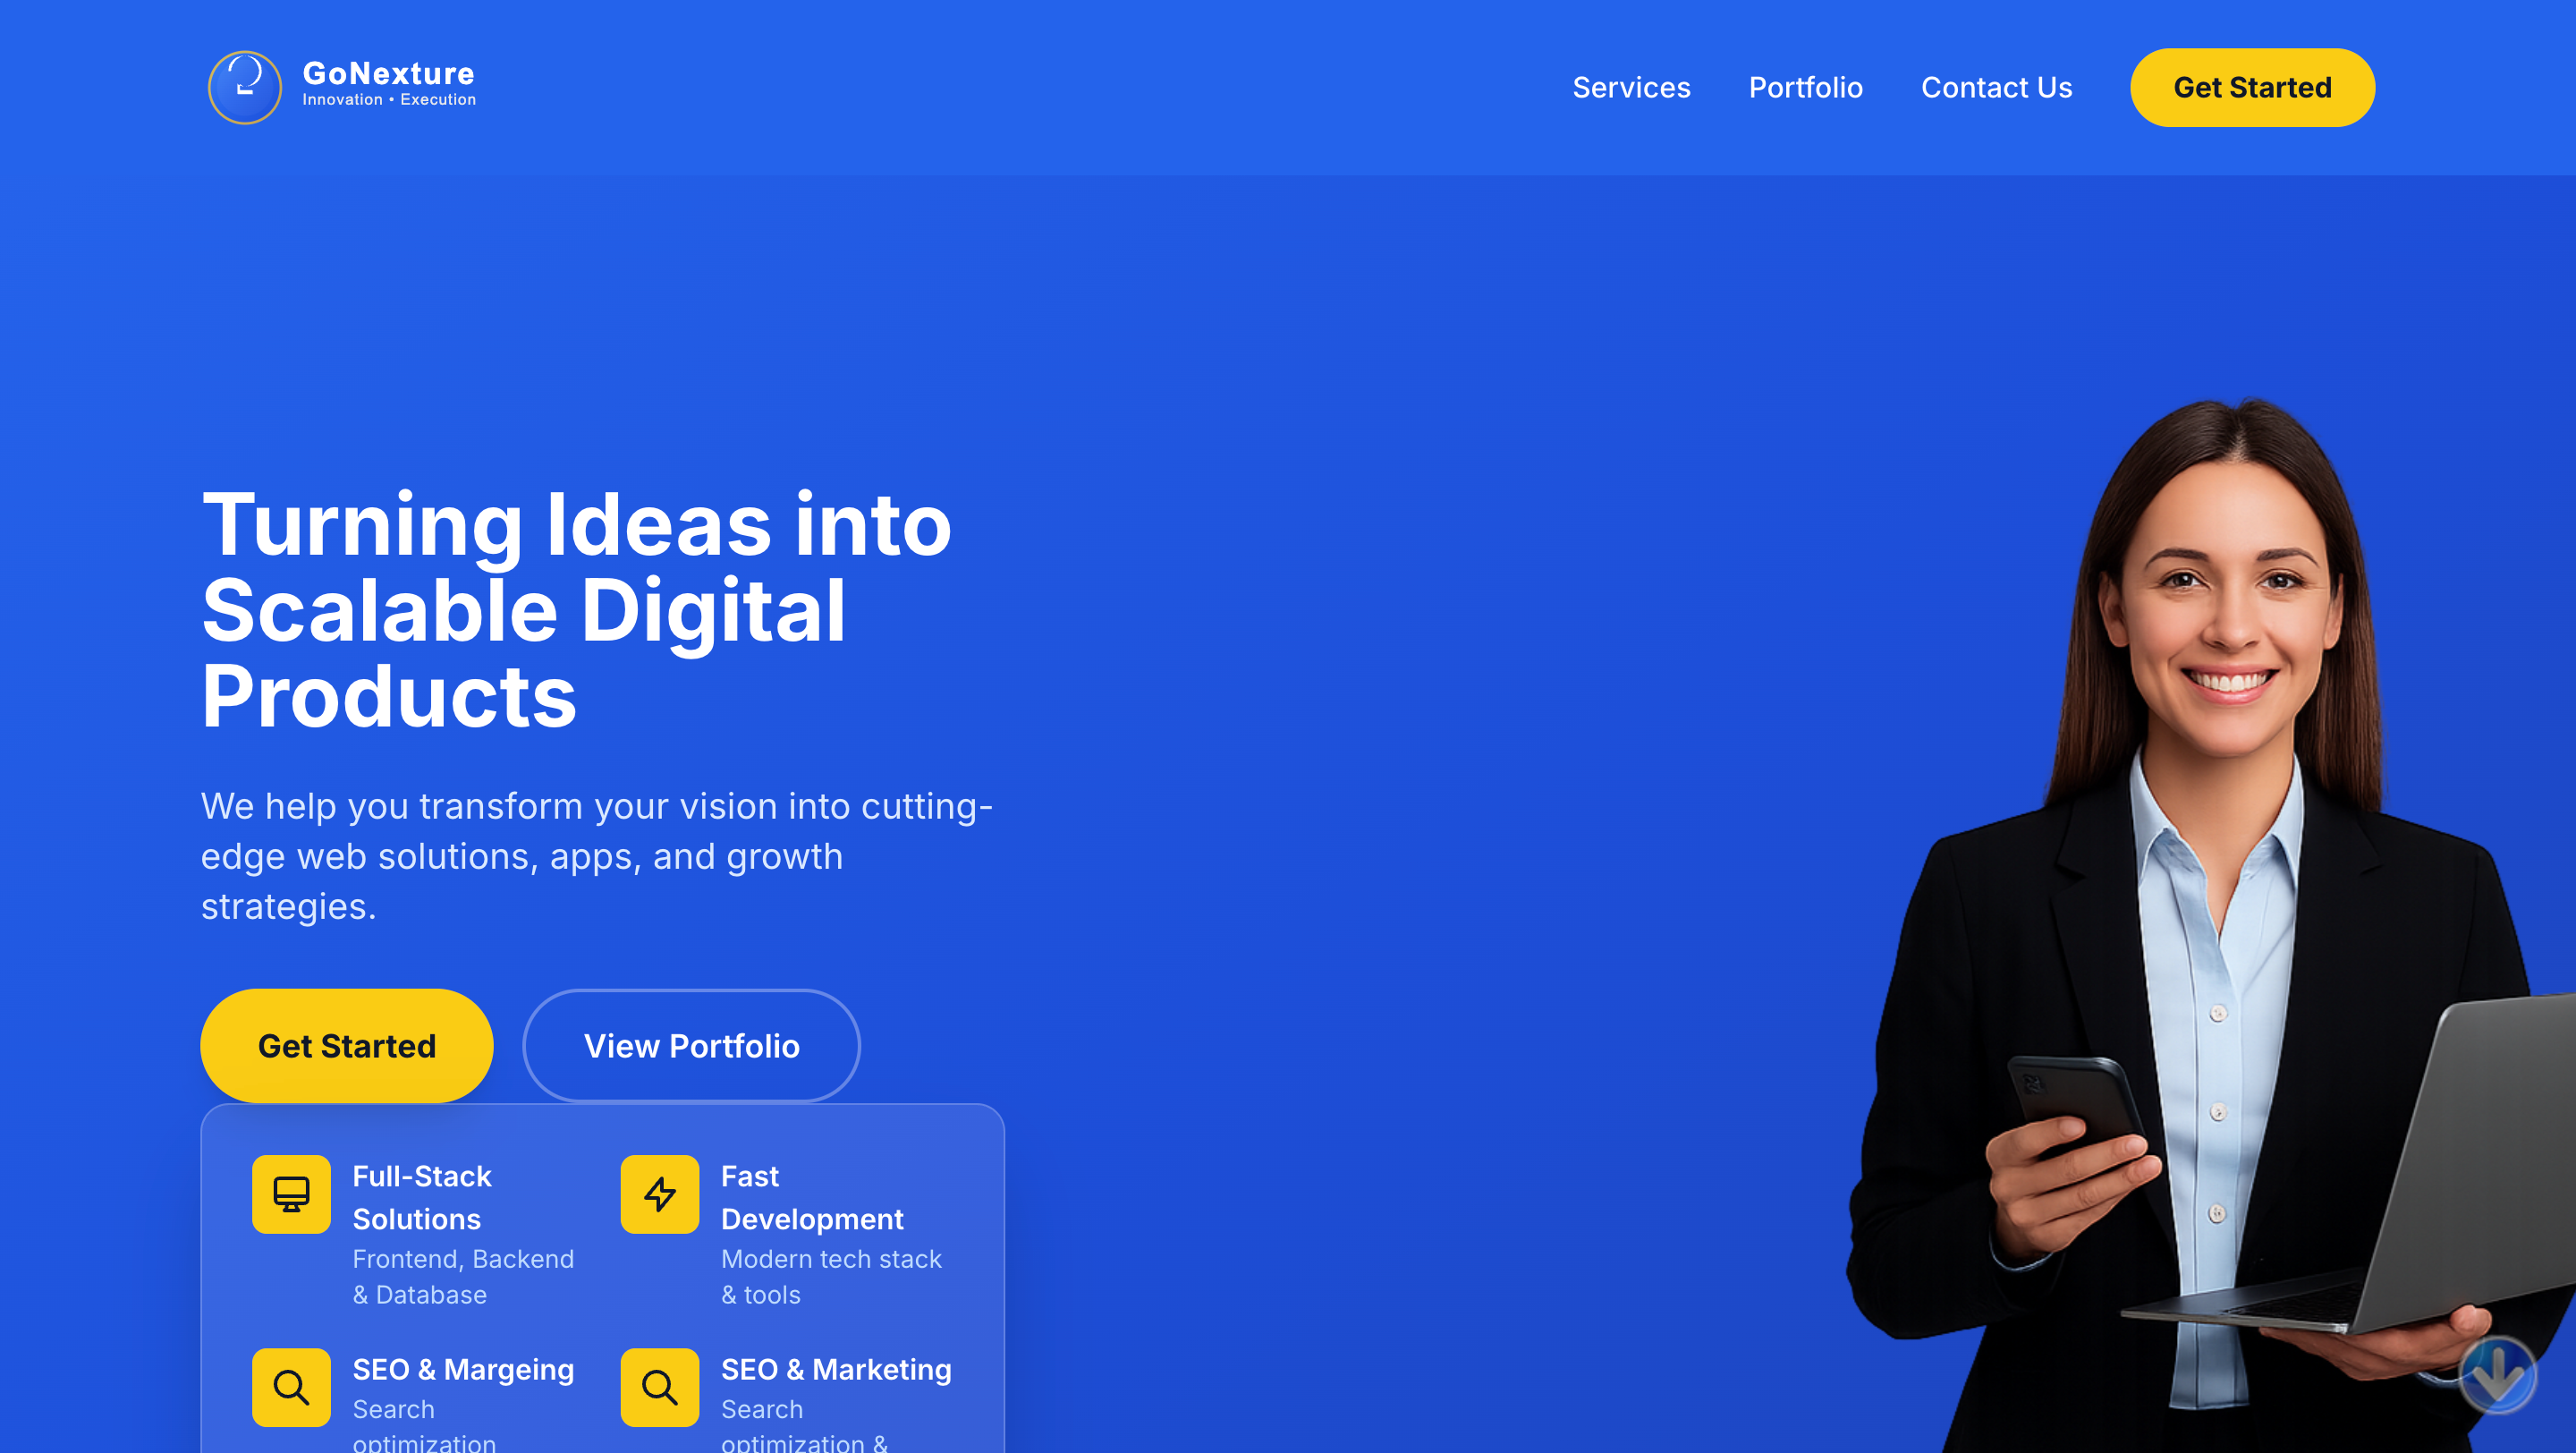 GoNexture
Innovation • Execution
Services
Portfolio
Contact Us
Get Started
Turning Ideas into
Scalable Digital
Products
We help you transform your vision into cutting-
edge web solutions, apps, and growth
strategies.
Get Started
View Portfolio
Full-Stack
Solutions
Frontend, Backend
& Database
Fast
Development
Modern tech stack
& tools
SEO & Margeing
Search
optimization
SEO & Marketing
Search
optimization &